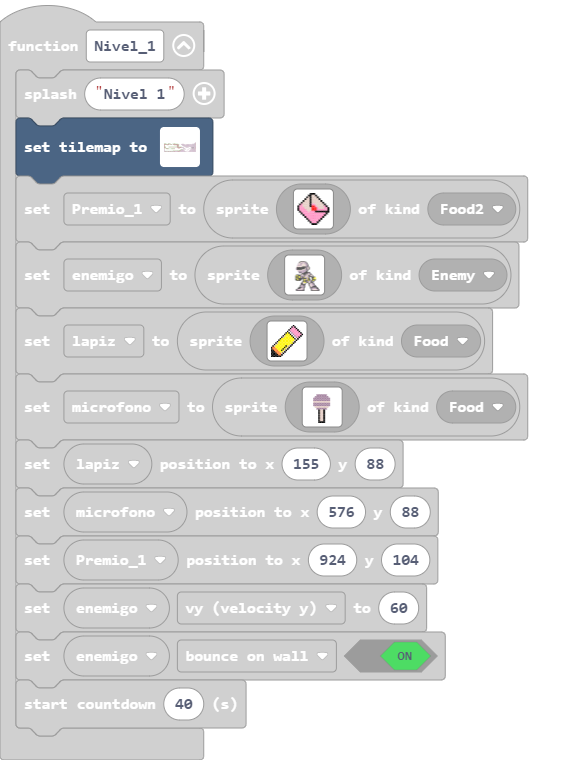 function Nivel_1
splash "Nivel 1"
set tilemap to
set Premio_1 to sprite of kind Food2
set enemigo to sprite of kind Enemy
set lapiz to sprite of kind Food
set microfono to sprite of kind Food
set lapiz position to x 155 y 88
set microfono position to x 576 y 88
set Premio_1 position to x 924 y 104
set enemigo vy (velocity y) to 60
set enemigo bounce on wall ON
start countdown 40 (s)